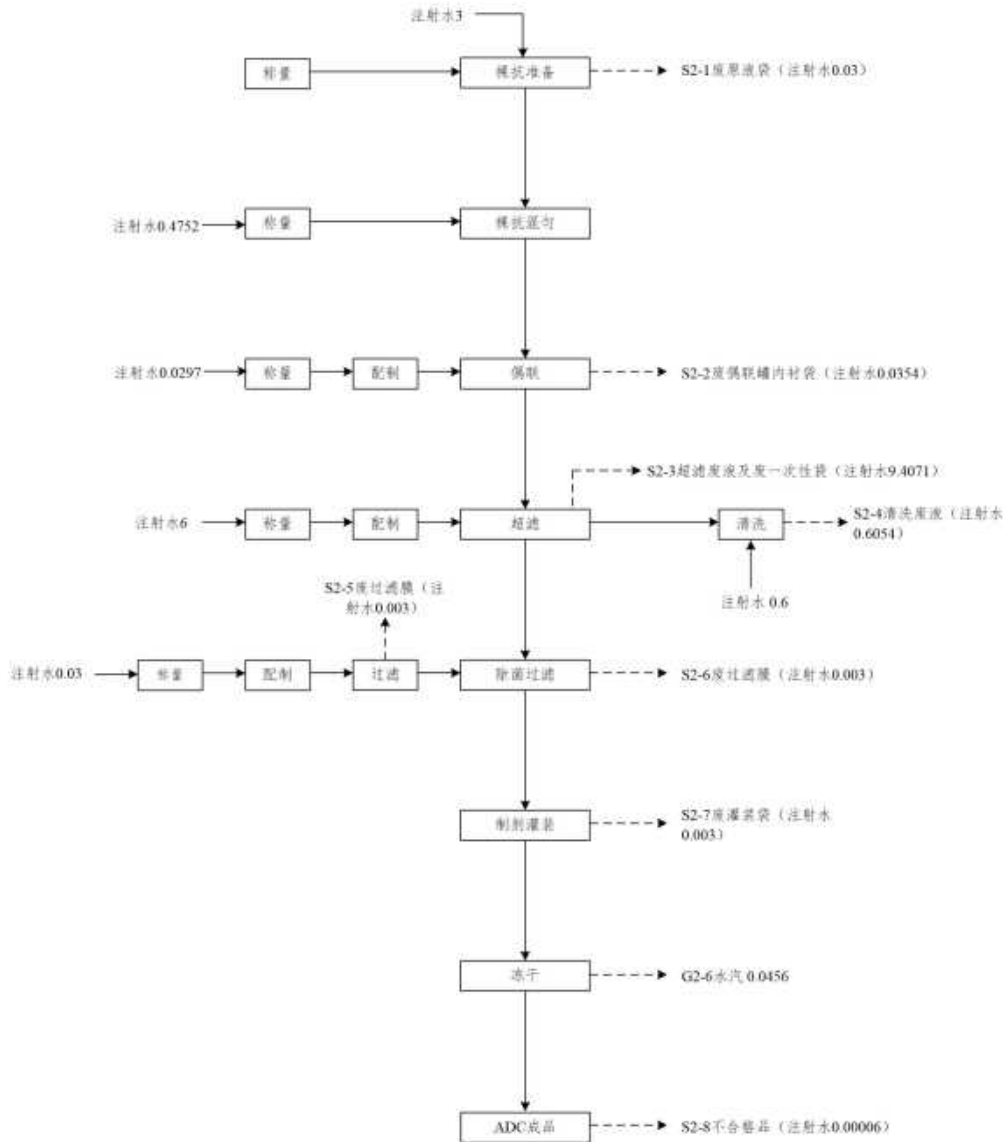 注射水3
称量
裸抗准备
S2-1废原液袋（注射水0.03）
注射水0.4752
称量
裸抗混匀
注射水0.0297
称量
配制
偶联
S2-2废偶联罐内衬袋（注射水0.0354）
S2-3超滤废液及废一次性袋（注射水9.4071）
注射水6
称量
配制
超滤
清洗
S2-4清洗废液（注射水
0.6054）
S2-5废过滤膜（注
射水0.003）
注射水 0.6
注射水0.03
称量
配制
过滤
除菌过滤
S2-6废过滤膜（注射水0.003）
制剂灌装
S2-7废灌装袋（注射水
0.003）
冻干
G2-6水汽 0.0456
ADC成品
S2-8不合格品（注射水0.00006）